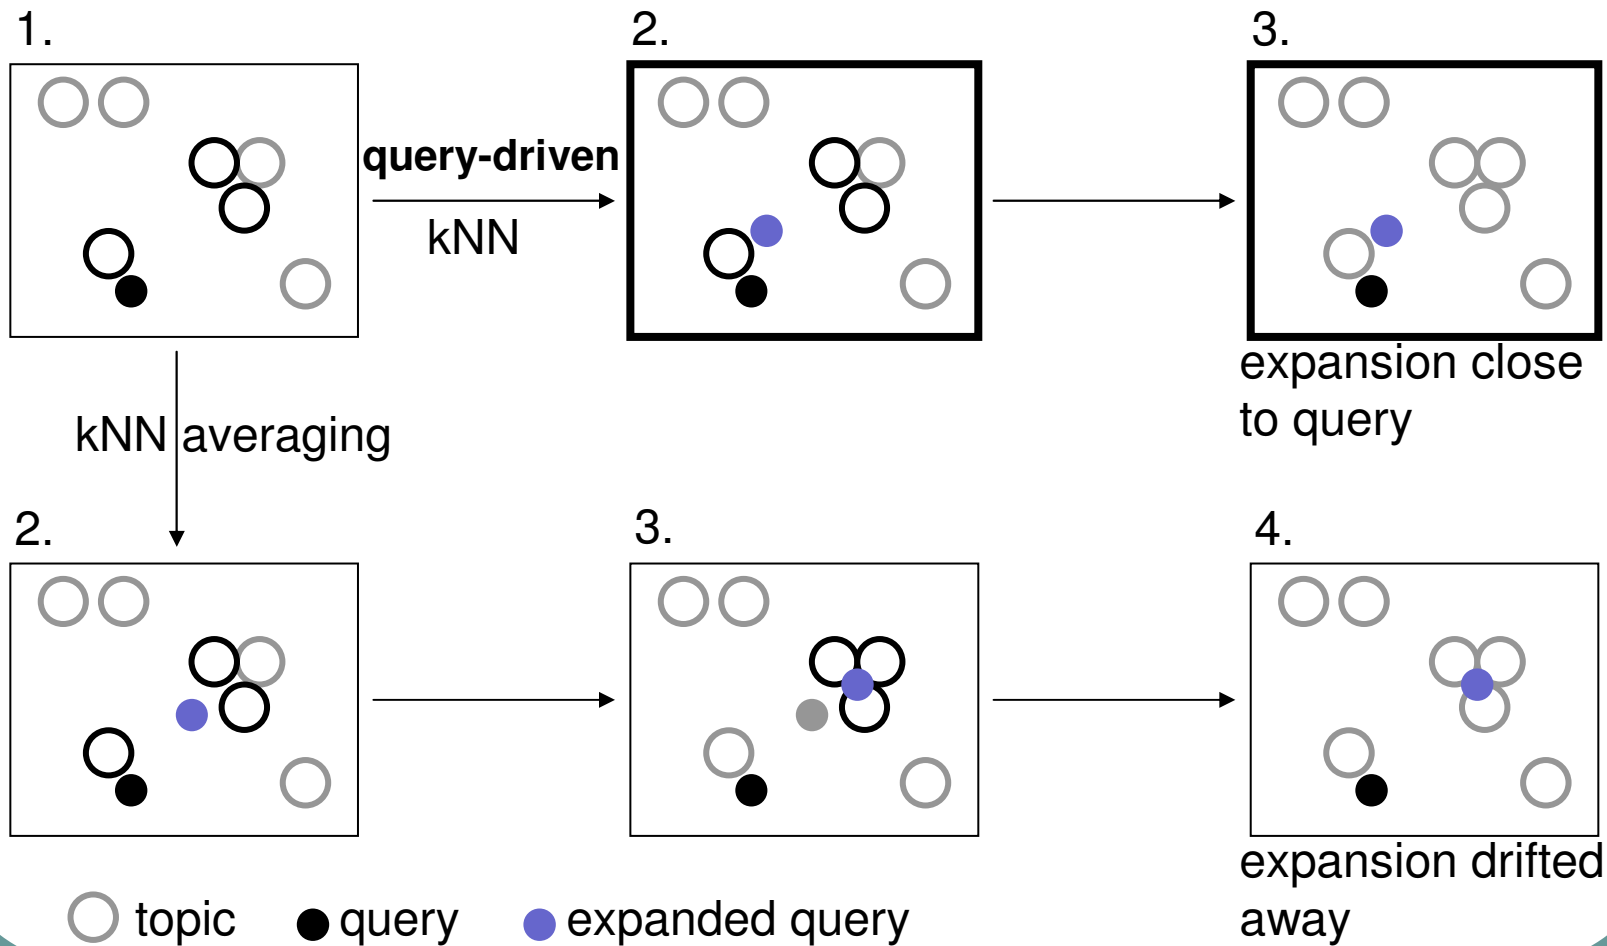 1.
2.
3.
query-driven
kNN
expansion close
to query
kNN averaging
2.
3.
4.
expansion drifted
away
topic
query
expanded query